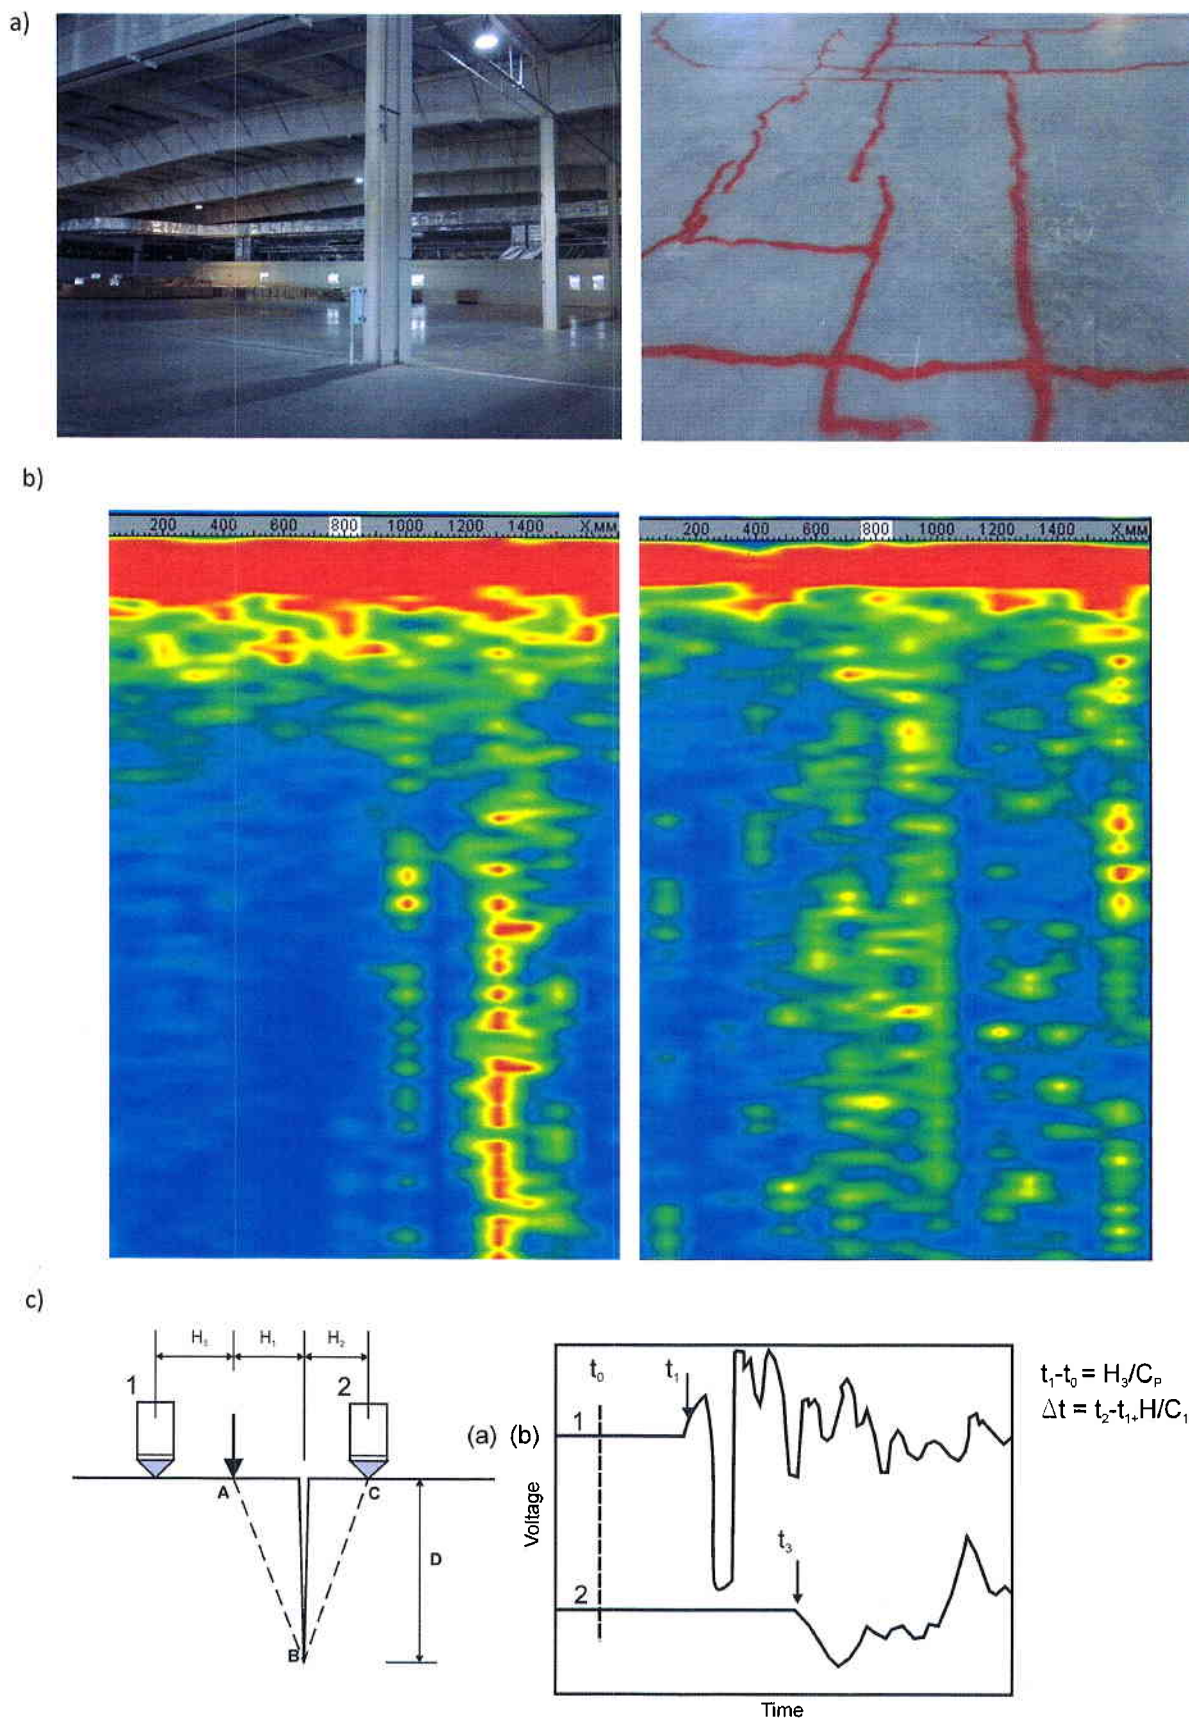 a)
b)
200 400 600 800 1000 1200 1400 X,мм
200 400 600 800 1000 1200 1400 X,мм
c)
H₃ H₁ H₂
1 2
A C
D
B
(a) (b)
t₀ t₁
1
t₃
2
Voltage
Time
t₁-t₀ = H₃/Cₚ
Δt = t₂-t₁₊H/C₁